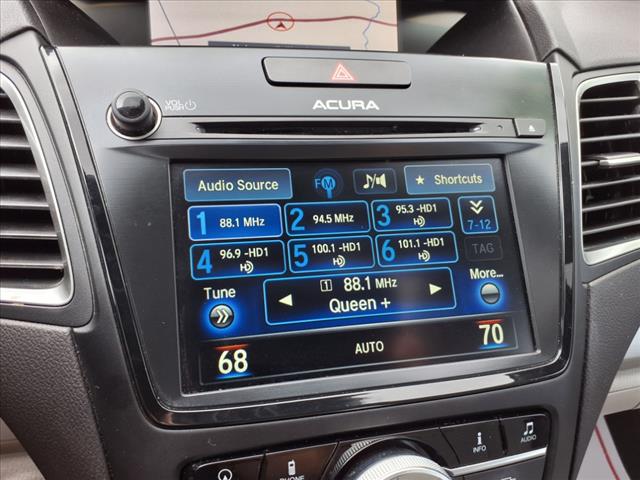 VOL
PUSH
ACURA
Audio Source
FM
★ Shortcuts
1 88.1 MHz
2 94.5 MHz
3 95.3 -HD1
7-12
4 96.9 -HD1
5 100.1 -HD1
6 101.1 -HD1
TAG
Tune
1 88.1 MHz
More...
Queen +
68
AUTO
70
PHONE
INFO
AUDIO